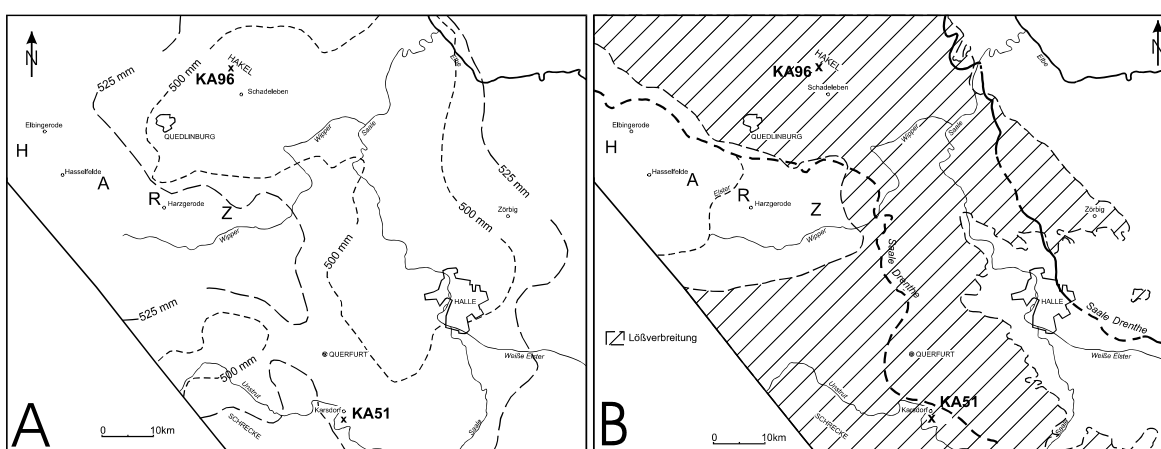 N
525 mm
500 mm
HAKEL
x
KA96
Schadeleben
Elbe
Elbingerode
QUEDLINBURG
Wipper
Saale
H
Hasselfelde
A
R
Harzgerode
Z
525 mm
Zörbig
500 mm
Wipper
500 mm
525 mm
HALLE
QUERFURT
Weiße Elster
500 mm
Unstrut
Karsdorf
KA51
x
SCHRECKE
Saale
A
0 10km
N
HAKEL
KA96 x
Schadeleben
Elbe
Elbingerode
QUEDLINBURG
Wipper
Saale
H
Hasselfelde
A
Elster
R
Harzgerode
Z
Zörbig
Wipper
Saale Drenthe
HALLE
Saale Drenthe
Lößverbreitung
QUERFURT
Weiße Elster
Unstrut
Karsdorf
KA51
x
SCHRECKE
Saale
B
0 10km